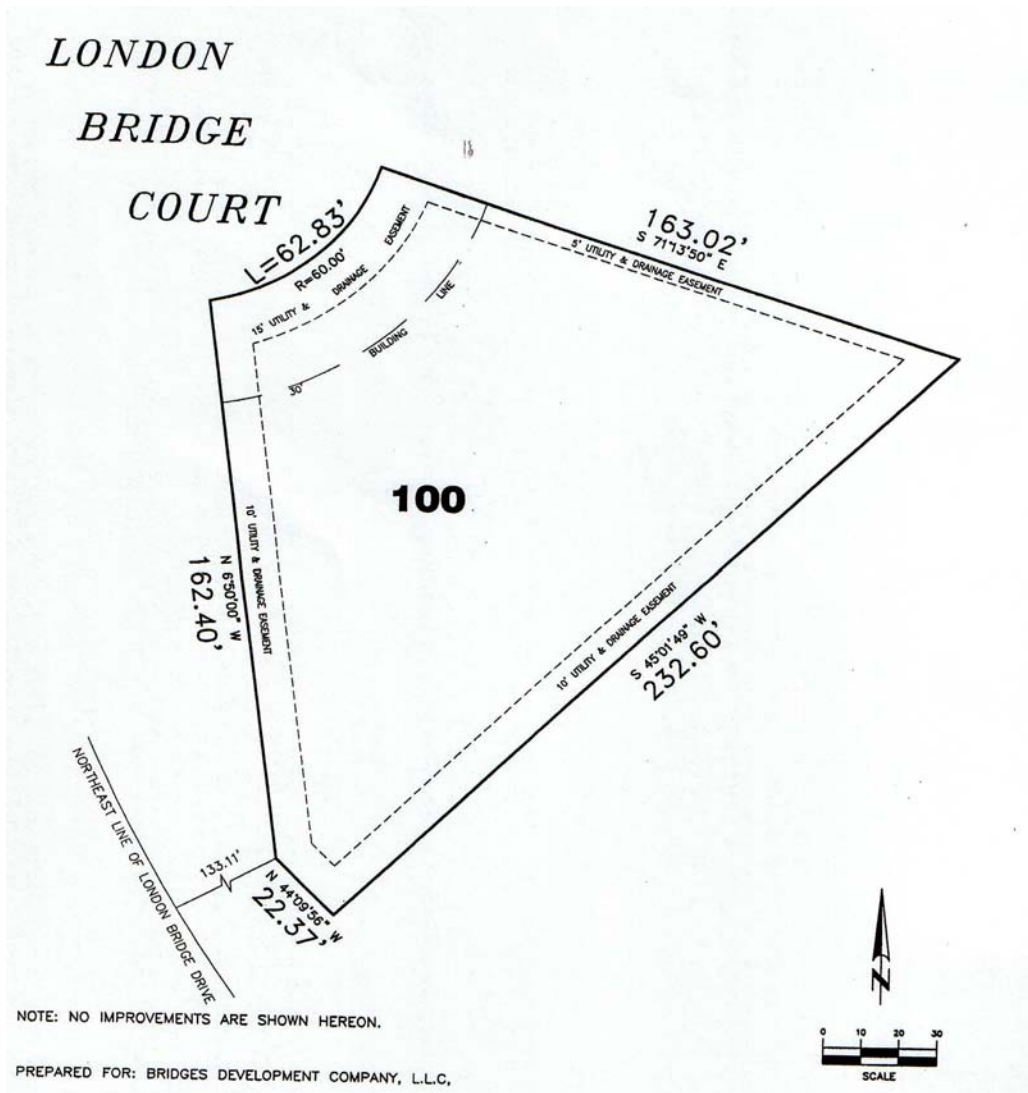 LONDON
BRIDGE
COURT
L=62.83'
R=60.00'
15' UTILITY & DRAINAGE EASEMENT
30' BUILDING LINE
163.02'
S 71°13'50" E
5' UTILITY & DRAINAGE EASEMENT
100
10' UTILITY & DRAINAGE EASEMENT
N 6°50'00" W
162.40'
10' UTILITY & DRAINAGE EASEMENT
S 45°01'49" W
232.60'
NORTHEAST LINE OF LONDON BRIDGE DRIVE
133.11'
N 44°09'56" W
22.37'
N
NOTE: NO IMPROVEMENTS ARE SHOWN HEREON.
0 10 20 30
SCALE
PREPARED FOR: BRIDGES DEVELOPMENT COMPANY, L.L.C,